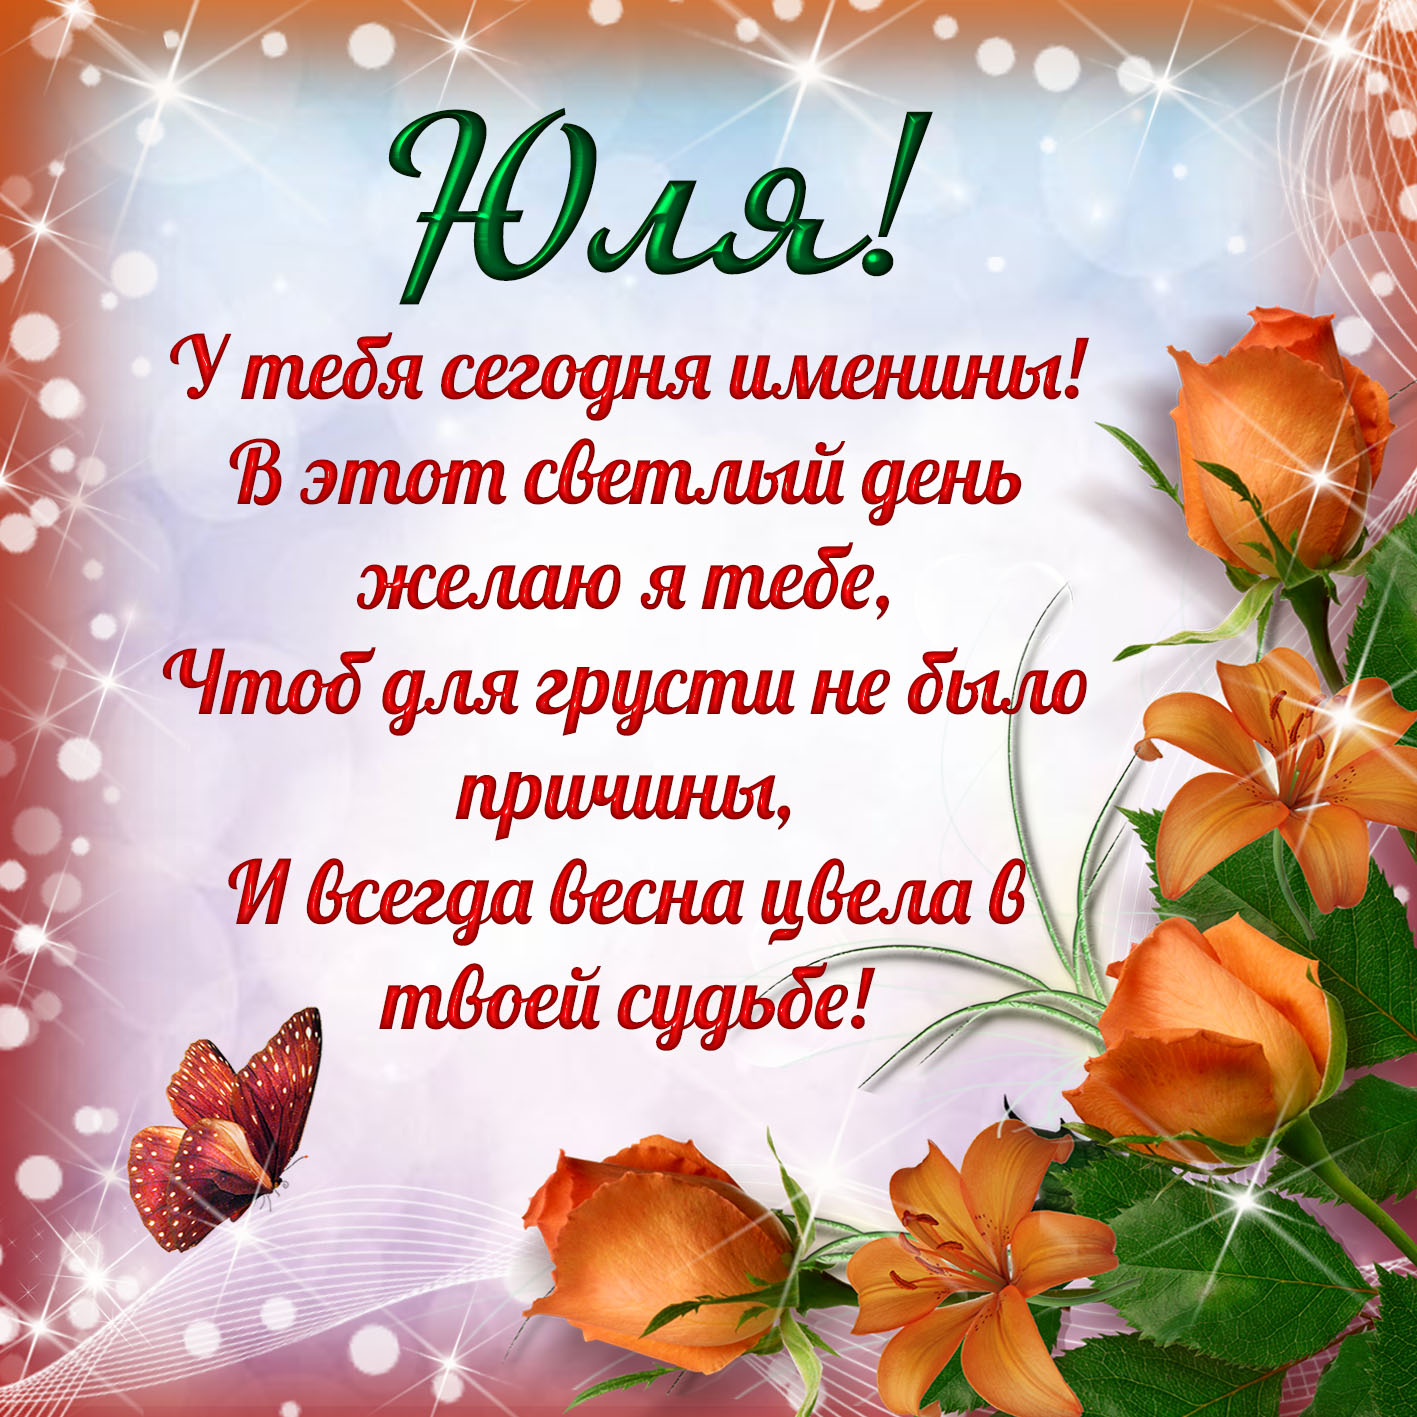 Юля!
У тебя сегодня именины!
В этот светлый день
желаю я тебе,
Чтоб для грусти не было
причины,
И всегда весна цвела в
твоей судьбе!